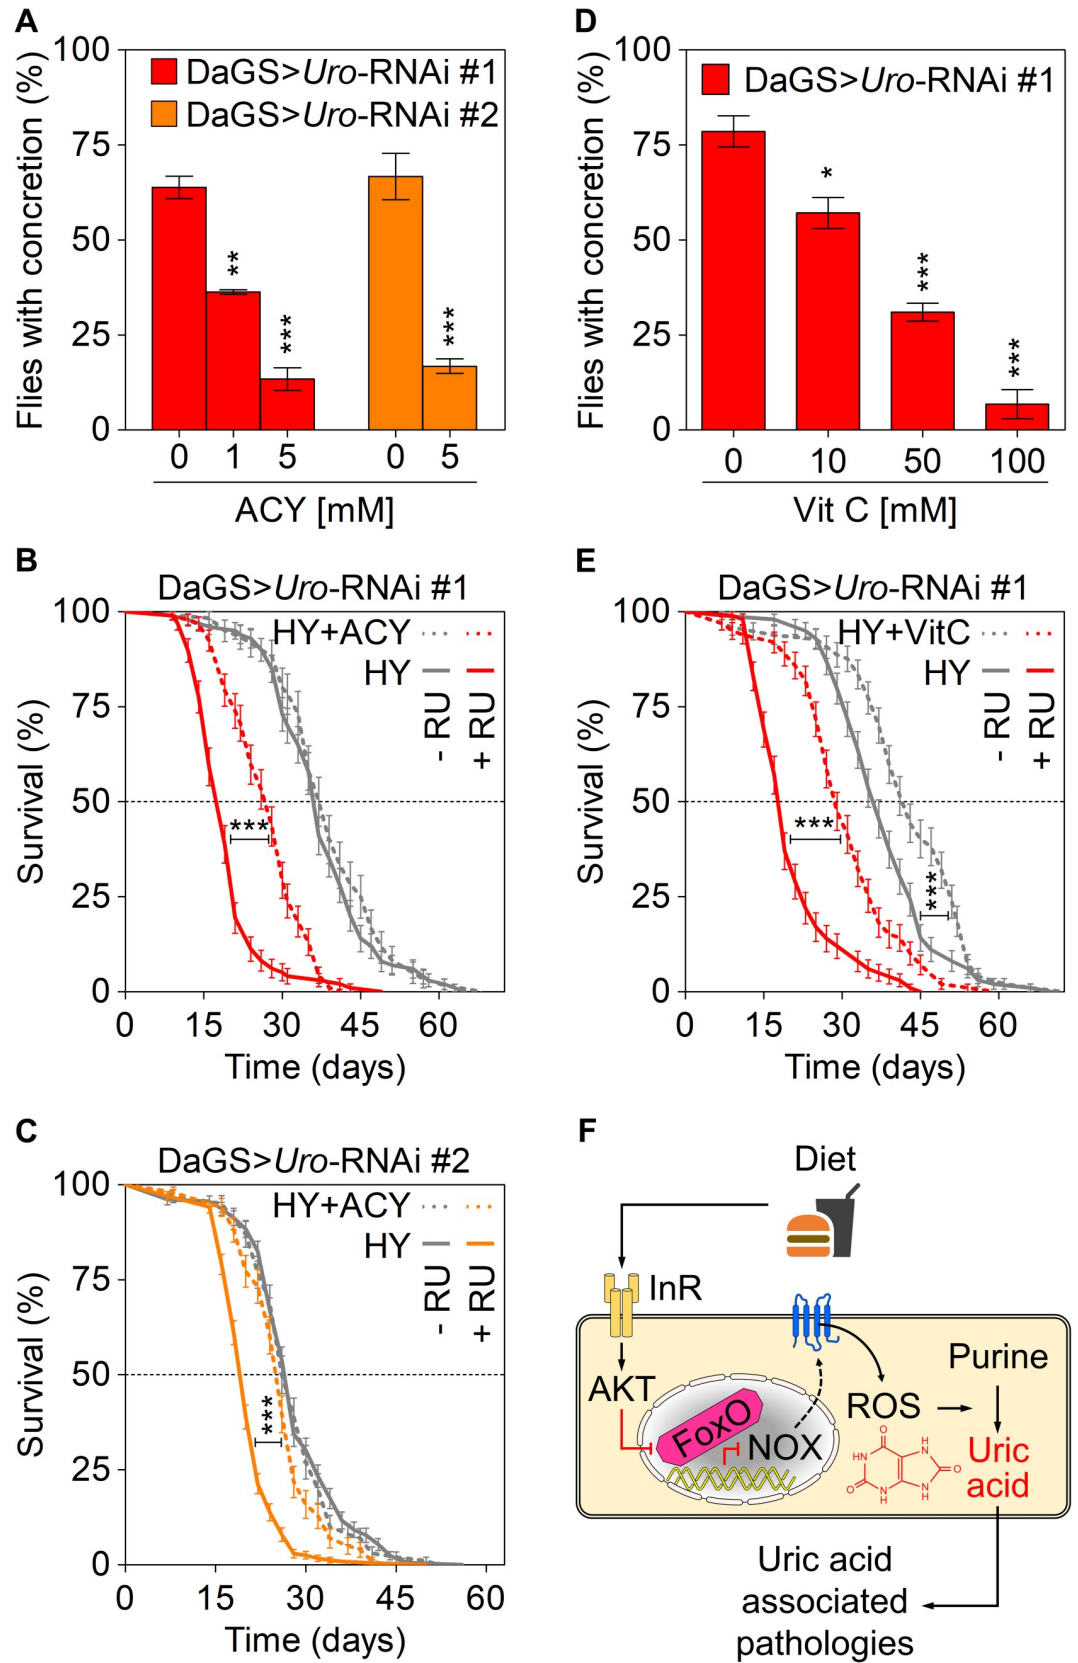 A
Flies with concretion (%)
100
75
50
25
0
DaGS>Uro-RNAi #1
DaGS>Uro-RNAi #2
**
***
***
0 1 5 0 5
ACY [mM]
D
Flies with concretion (%)
100
75
50
25
0
DaGS>Uro-RNAi #1
*
***
***
0 10 50 100
Vit C [mM]
B
DaGS>Uro-RNAi #1
Survival (%)
100
75
50
25
0
HY+ACY
HY
- RU
+ RU
***
0 15 30 45 60
Time (days)
E
DaGS>Uro-RNAi #1
Survival (%)
100
75
50
25
0
HY+VitC
HY
- RU
+ RU
***
***
0 15 30 45 60
Time (days)
C
DaGS>Uro-RNAi #2
Survival (%)
100
75
50
25
0
HY+ACY
HY
- RU
+ RU
***
0 15 30 45 60
Time (days)
F
Diet
InR
AKT
FoxO
NOX
ROS
Purine
Uric
acid
O
HN
O
N
H
H
N
O
N
H
Uric acid
associated
pathologies